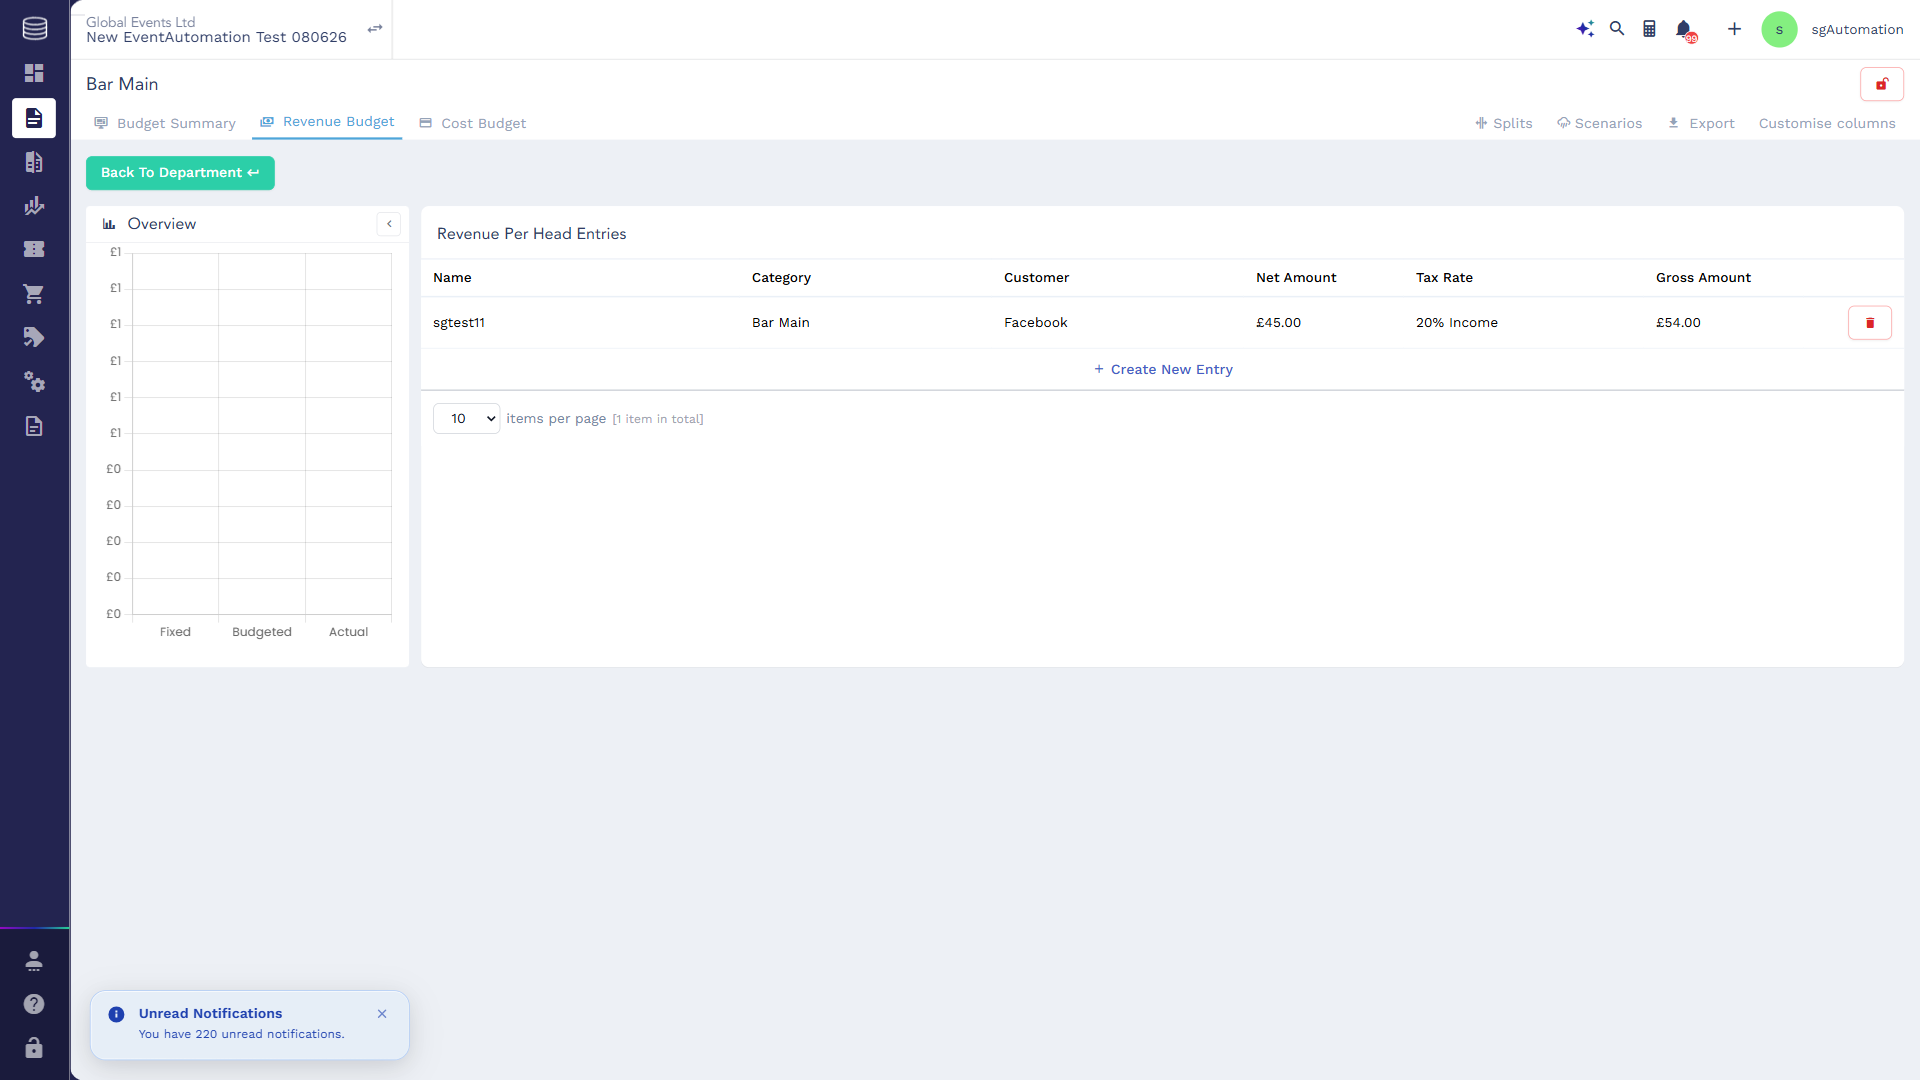 Global Events Ltd
New EventAutomation Test 080626
99
s
sgAutomation
Bar Main
Budget Summary
Revenue Budget
Cost Budget
Splits
Scenarios
Export
Customise columns
Back To Department ↵
Overview
£1
£1
£1
£1
£1
£1
£0
£0
£0
£0
£0
Fixed Budgeted Actual
Revenue Per Head Entries
Name Category Customer Net Amount Tax Rate Gross Amount
sgtest11 Bar Main Facebook £45.00 20% Income £54.00
+ Create New Entry
10 items per page [1 item in total]
Unread Notifications
You have 220 unread notifications.